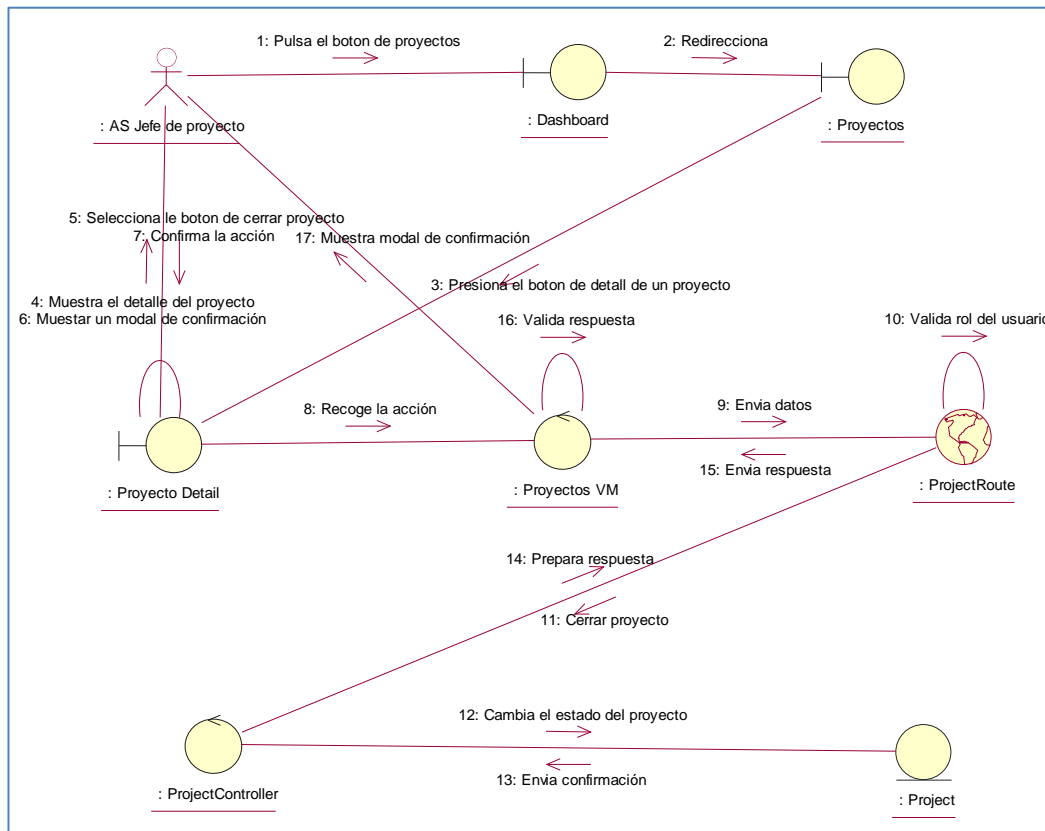 1: Pulsa el boton de proyectos
2: Redirecciona
: AS Jefe de proyecto
: Dashboard
: Proyectos
5: Selecciona le boton de cerrar proyecto
7: Confirma la acción
17: Muestra modal de confirmación
3: Presiona el boton de detall de un proyecto
4: Muestra el detalle del proyecto
6: Muestar un modal de confirmación
16: Valida respuesta
10: Valida rol del usuario
8: Recoge la acción
9: Envia datos
15: Envia respuesta
: Proyecto Detail
: Proyectos VM
: ProjectRoute
14: Prepara respuesta
11: Cerrar proyecto
12: Cambia el estado del proyecto
13: Envia confirmación
: ProjectController
: Project